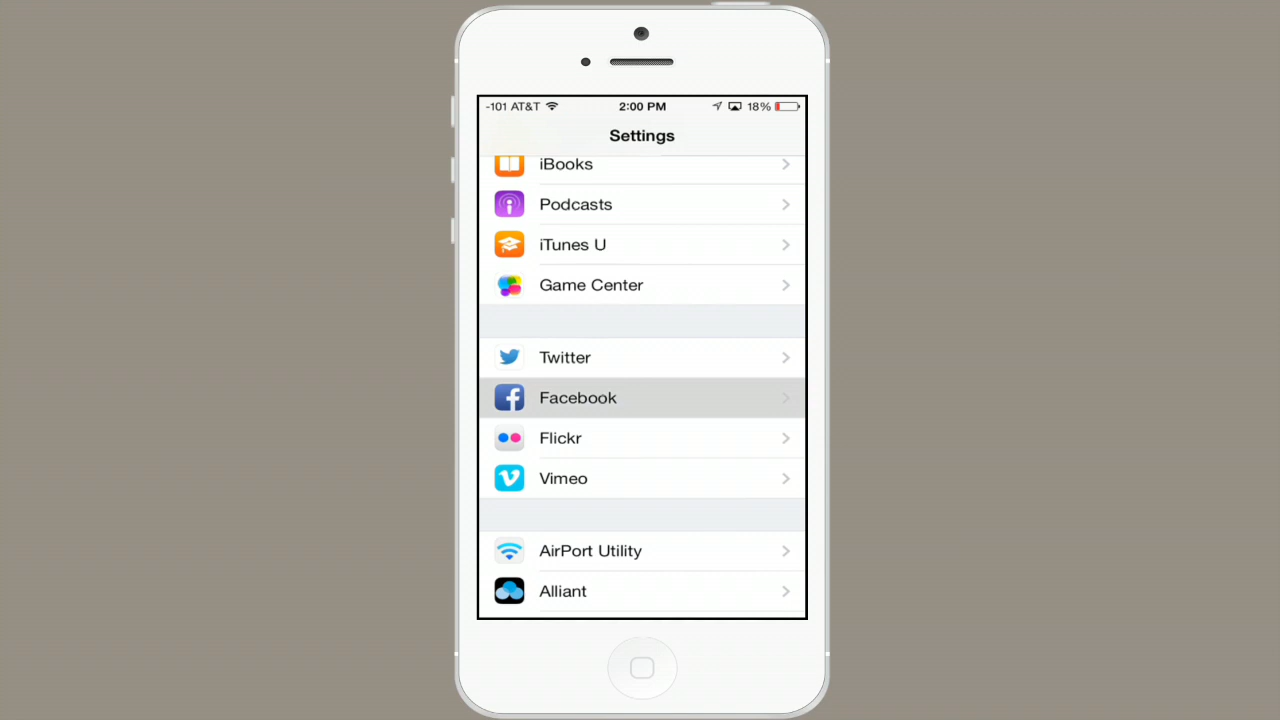 -101 AT&T 2:00 PM 18%
Settings
iBooks
Podcasts
iTunes U
Game Center
Twitter
Facebook
Flickr
Vimeo
AirPort Utility
Alliant